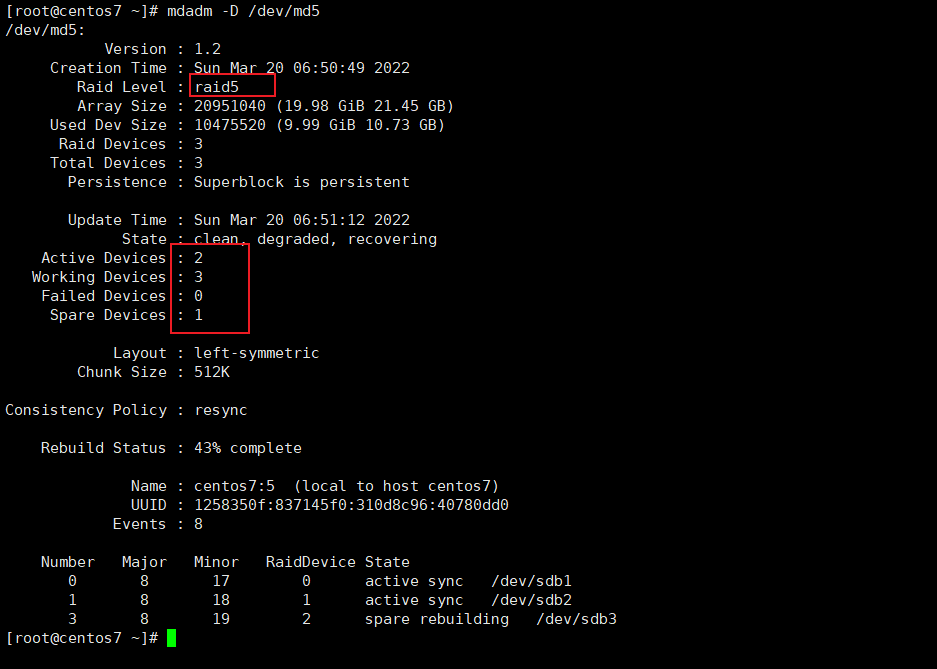 [root@centos7 ~]# mdadm -D /dev/md5
/dev/md5:
Version : 1.2
Creation Time : Sun Mar 20 06:50:49 2022
Raid Level : raid5
Array Size : 20951040 (19.98 GiB 21.45 GB)
Used Dev Size : 10475520 (9.99 GiB 10.73 GB)
Raid Devices : 3
Total Devices : 3
Persistence : Superblock is persistent
Update Time : Sun Mar 20 06:51:12 2022
State : clean, degraded, recovering
Active Devices : 2
Working Devices : 3
Failed Devices : 0
Spare Devices : 1
Layout : left-symmetric
Chunk Size : 512K
Consistency Policy : resync
Rebuild Status : 43% complete
Name : centos7:5  (local to host centos7)
UUID : 1258350f:837145f0:310d8c96:40780dd0
Events : 8
Number   Major   Minor   RaidDevice State
0       8       17        0      active sync   /dev/sdb1
1       8       18        1      active sync   /dev/sdb2
3       8       19        2      spare rebuilding   /dev/sdb3
[root@centos7 ~]#